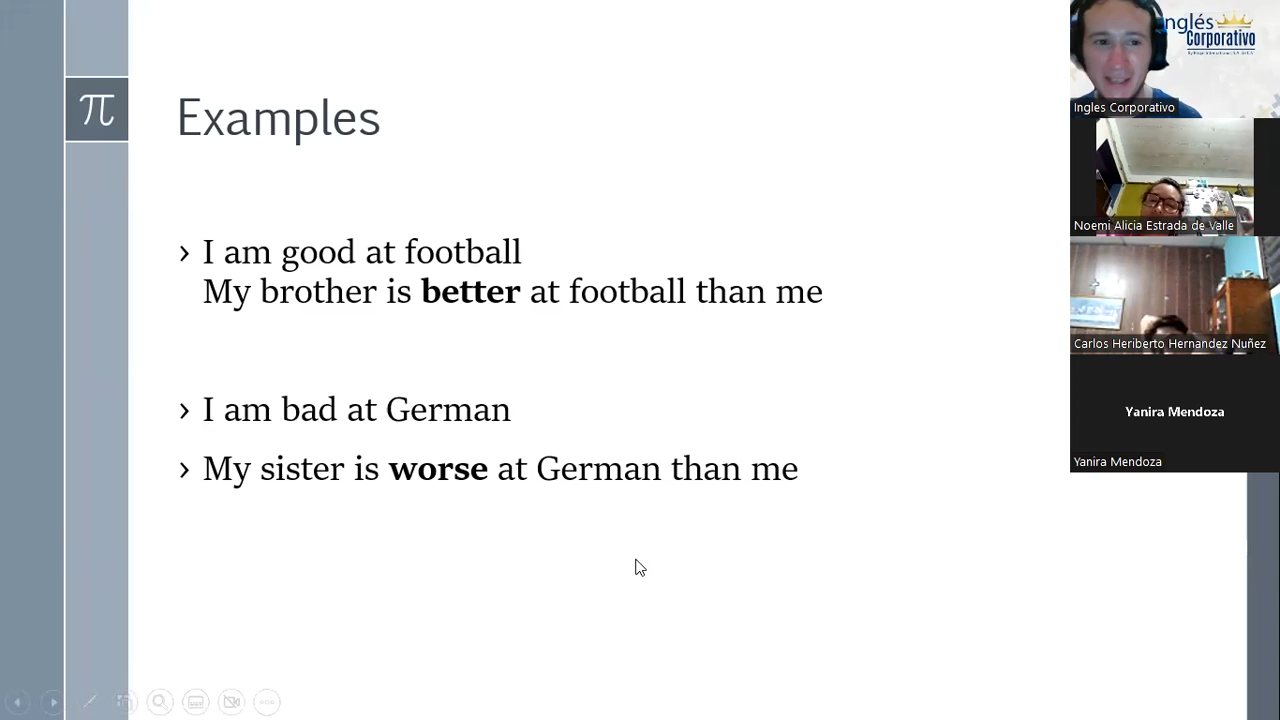 π
Examples
› I am good at football
My brother is better at football than me
› I am bad at German
› My sister is worse at German than me
Inglés
Corporativo
Ingles Corporativo
Noemi Alicia Estrada de Valle
Carlos Heriberto Hernandez Nuñez
Yanira Mendoza
Yanira Mendoza